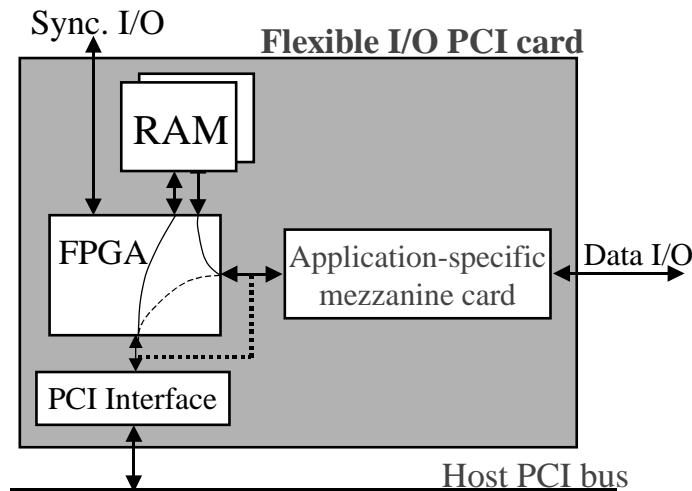 Sync. I/O
Flexible I/O PCI card
RAM
FPGA
Application-specific
mezzanine card
Data I/O
PCI Interface
Host PCI bus